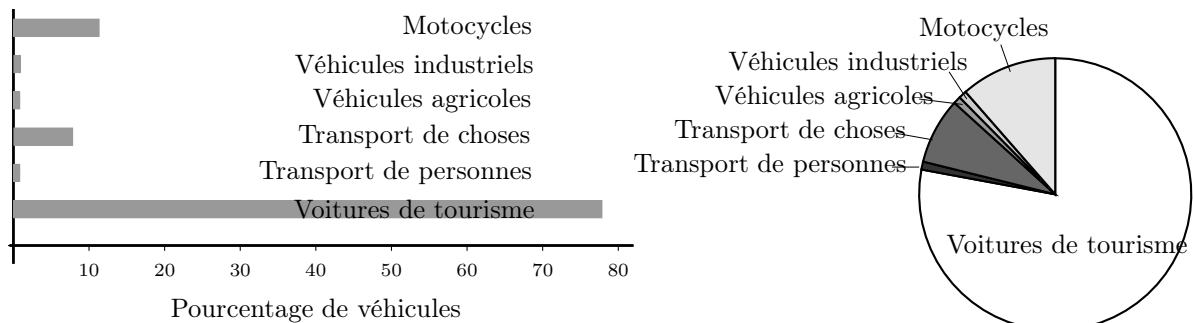 Motocycles
Véhicules industriels
Véhicules agricoles
Transport de choses
Transport de personnes
Voitures de tourisme
10 20 30 40 50 60 70 80
Pourcentage de véhicules
Motocycles
Véhicules industriels
Véhicules agricoles
Transport de choses
Transport de personnes
Voitures de tourisme